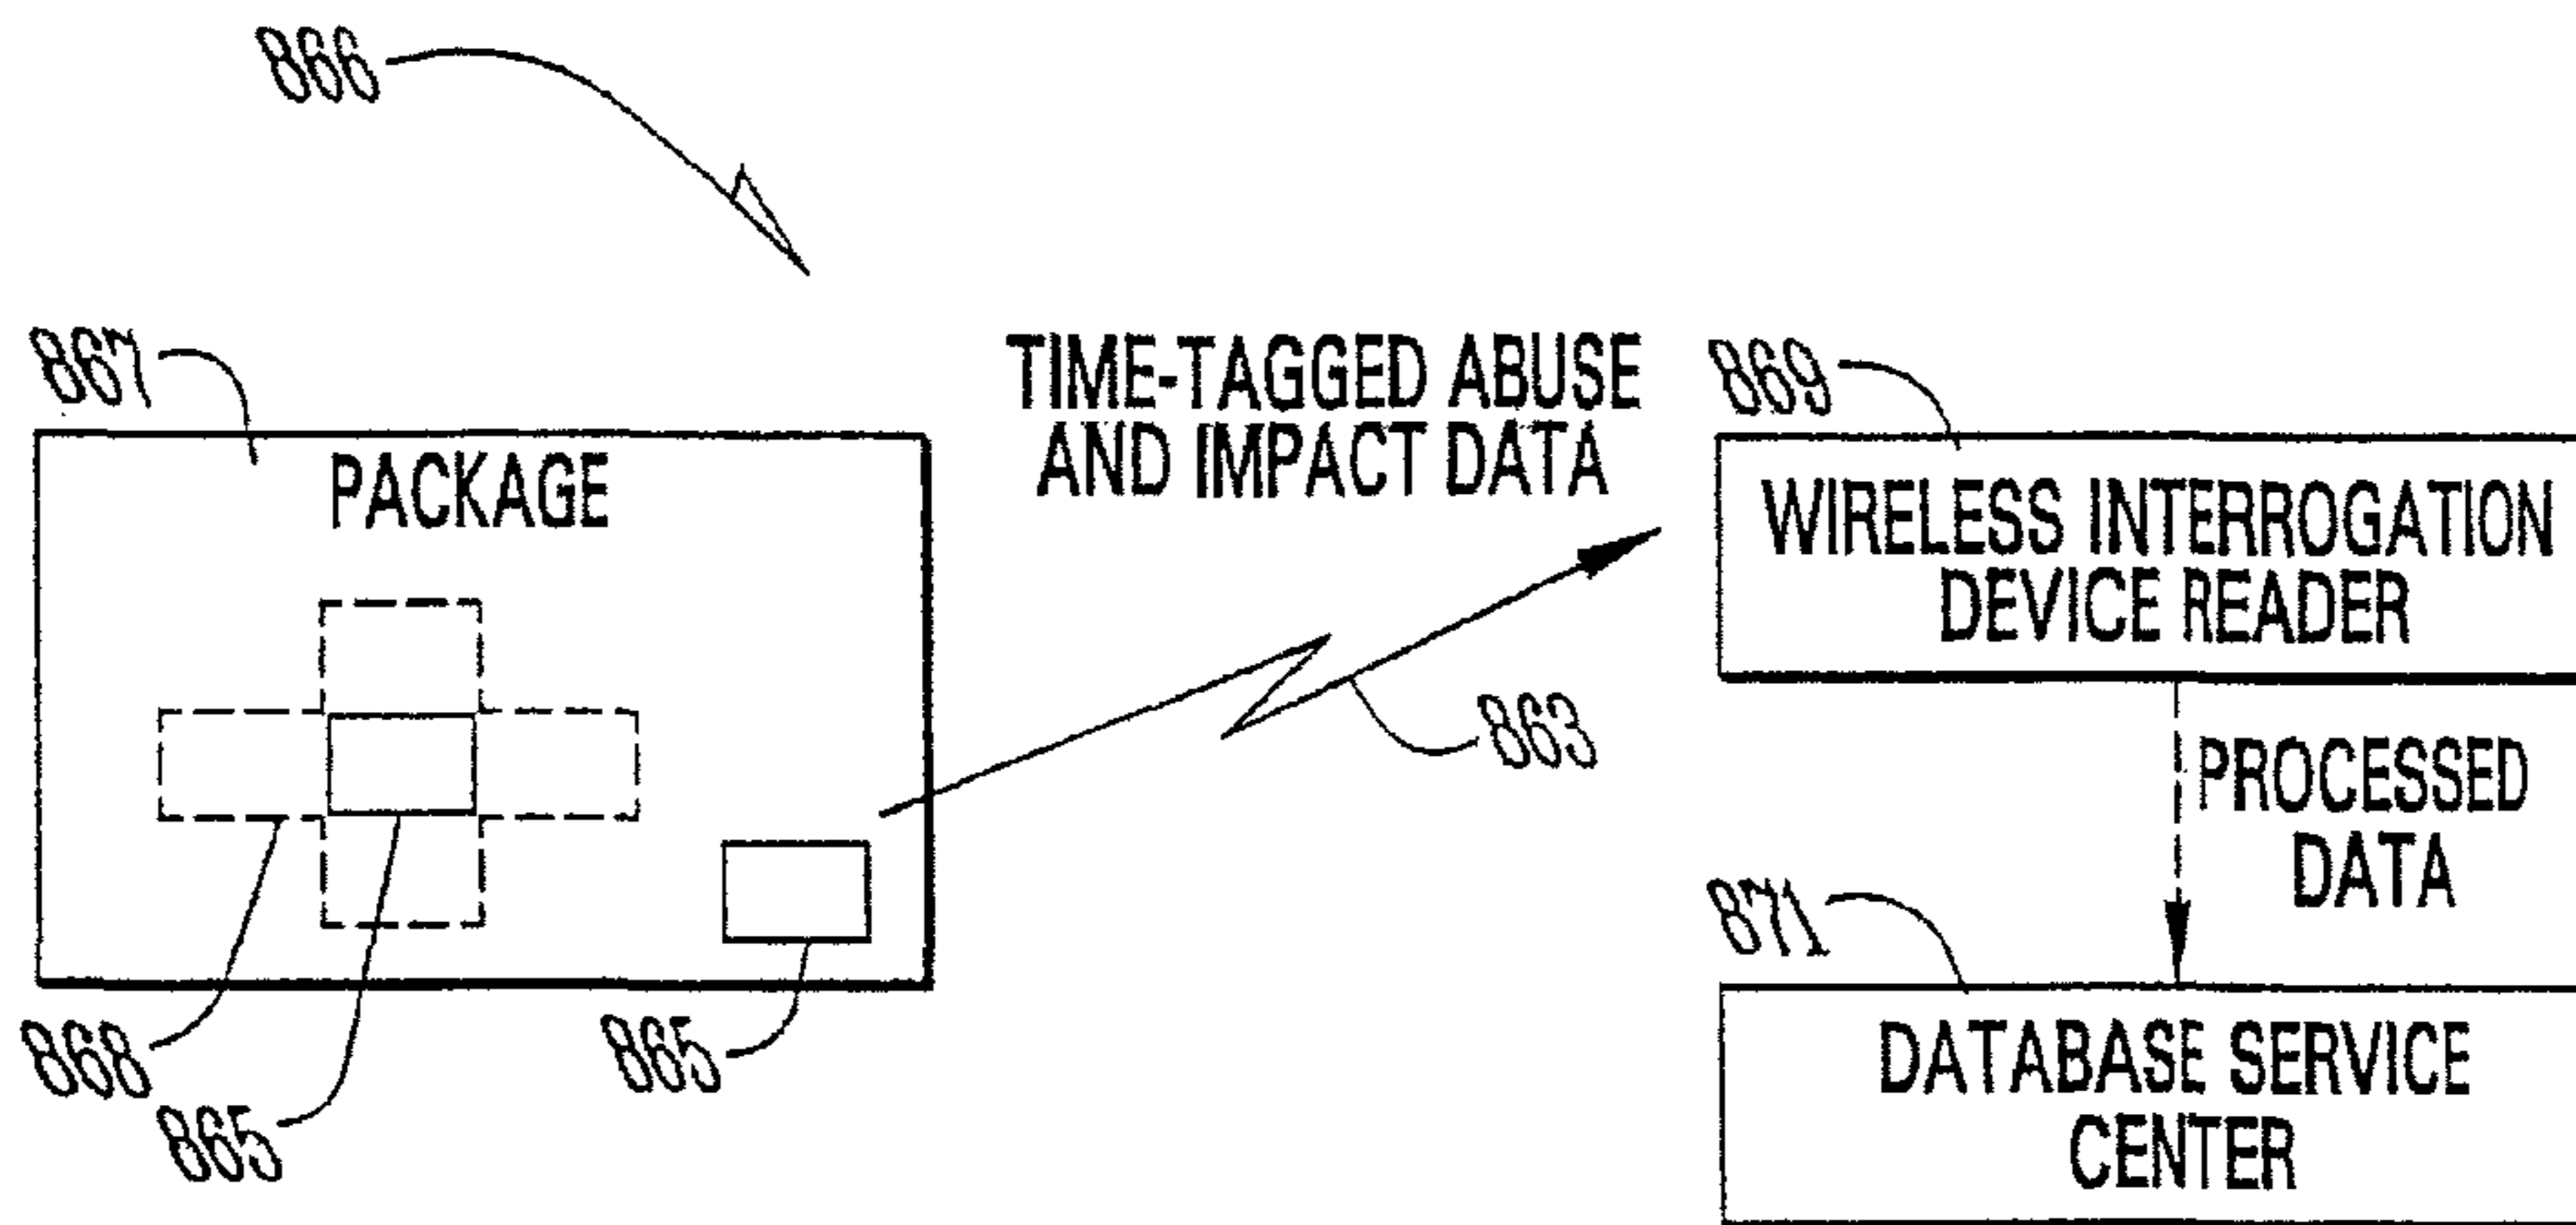 866
867
PACKAGE
TIME-TAGGED ABUSE
AND IMPACT DATA
869
WIRELESS INTERROGATION
DEVICE READER
863
PROCESSED
DATA
868
865
865
871
DATABASE SERVICE
CENTER